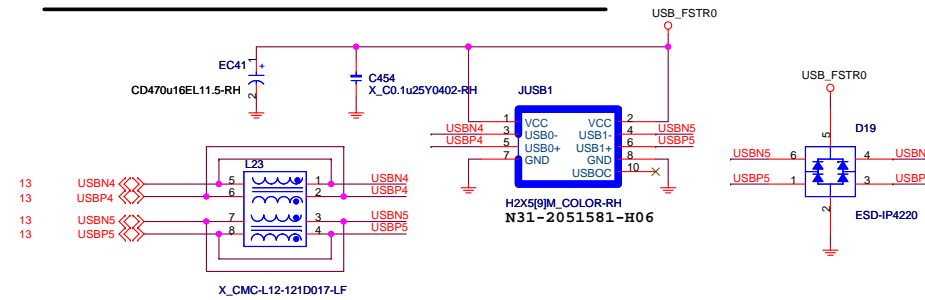 USB_FSTR0
EC41
1
2
CD470u16EL11.5-RH
C454
X_C0.1u25Y0402-RH
JUSB1
1 VCC VCC 2
USBN4 3 USB0- USB1- 4 USBN5
USBP4 5 USB0+ USB1+ 6 USBP5
7 GND GND 8
USBOC 10
H2X5[9]M_COLOR-RH
N31-2051581-H06
USB_FSTR0
5
D19
USBN5 6 4 USBN
USBP5 1 3 USBP
2
ESD-IP4220
L23
13 USBN4 5 1 USBN4
13 USBP4 6 2 USBP4
13 USBN5 7 3 USBN5
13 USBP5 8 4 USBP5
X_CMC-L12-121D017-LF